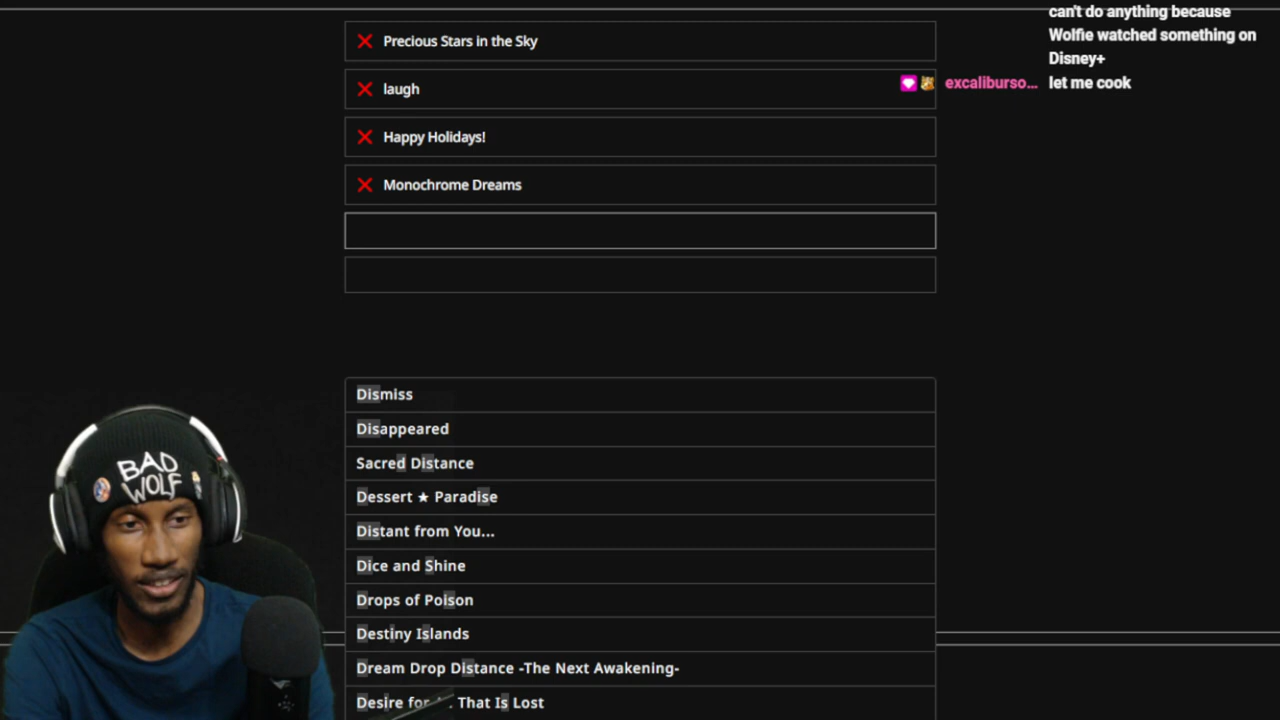 can't do anything because
Wolfie watched something on
Disney+
excaliburso... let me cook
Precious Stars in the Sky
laugh
Happy Holidays!
Monochrome Dreams
Dismiss
Disappeared
Sacred Distance
Dessert ★ Paradise
Distant from You...
Dice and Shine
Drops of Poison
Destiny Islands
Dream Drop Distance -The Next Awakening-
Desire for That Is Lost
BAD
WOLF